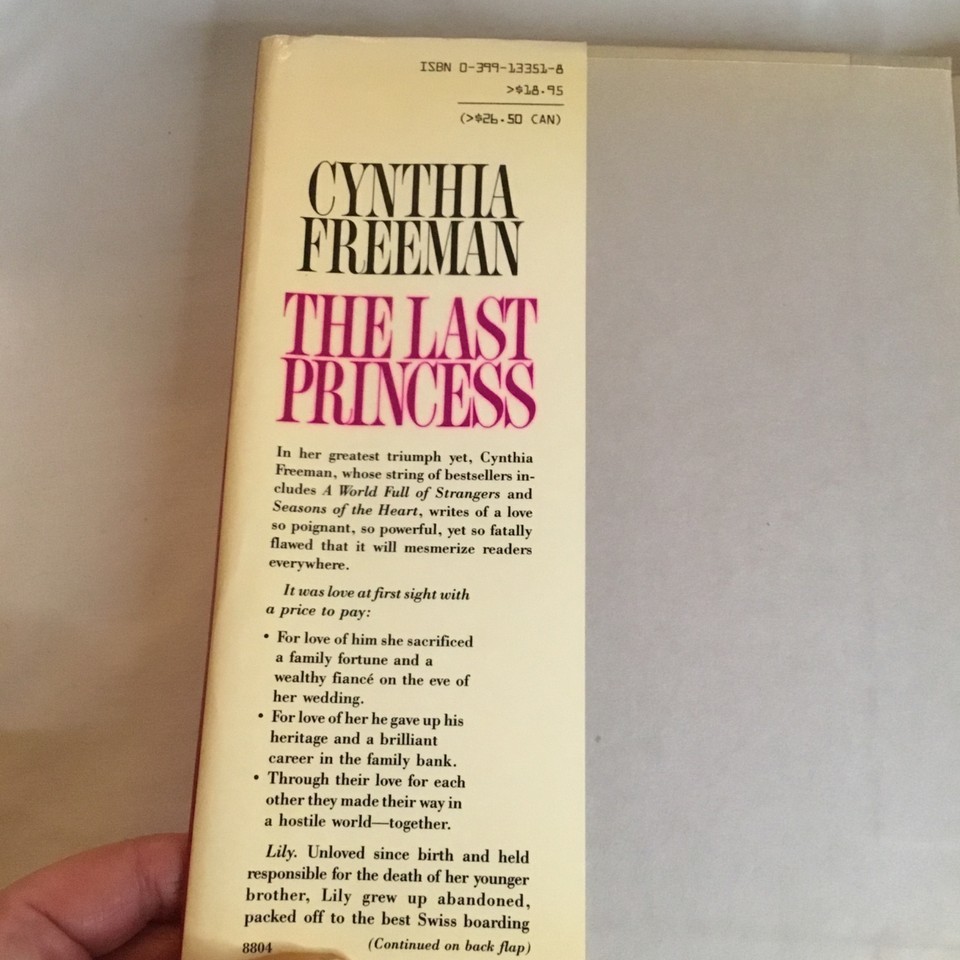 ISBN 0-399-13351-8
>$18.95
(>$26.50 CAN)
CYNTHIA
FREEMAN
THE LAST
PRINCESS
In her greatest triumph yet, Cynthia
Freeman, whose string of bestsellers in-
cludes A World Full of Strangers and
Seasons of the Heart, writes of a love
so poignant, so powerful, yet so fatally
flawed that it will mesmerize readers
everywhere.
It was love at first sight with
a price to pay:
• For love of him she sacrificed
a family fortune and a
wealthy fiancé on the eve of
her wedding.
• For love of her he gave up his
heritage and a brilliant
career in the family bank.
• Through their love for each
other they made their way in
a hostile world—together.
Lily. Unloved since birth and held
responsible for the death of her younger
brother, Lily grew up abandoned,
packed off to the best Swiss boarding
8804 (Continued on back flap)